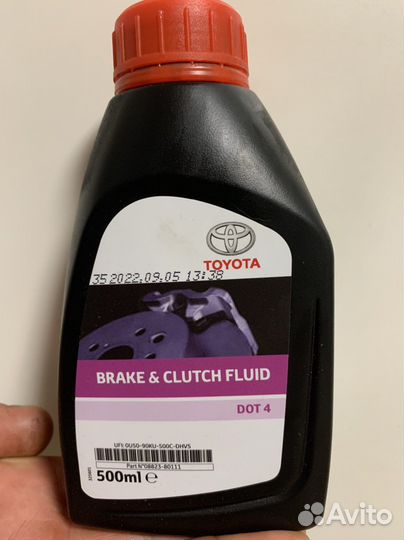 TOYOTA
35 2022.09.05 13:38
BRAKE & CLUTCH FLUID
DOT 4
UFI: 0U50-90KU-S00C-DHVS
Part N°08823-80111
500ml e
Avito